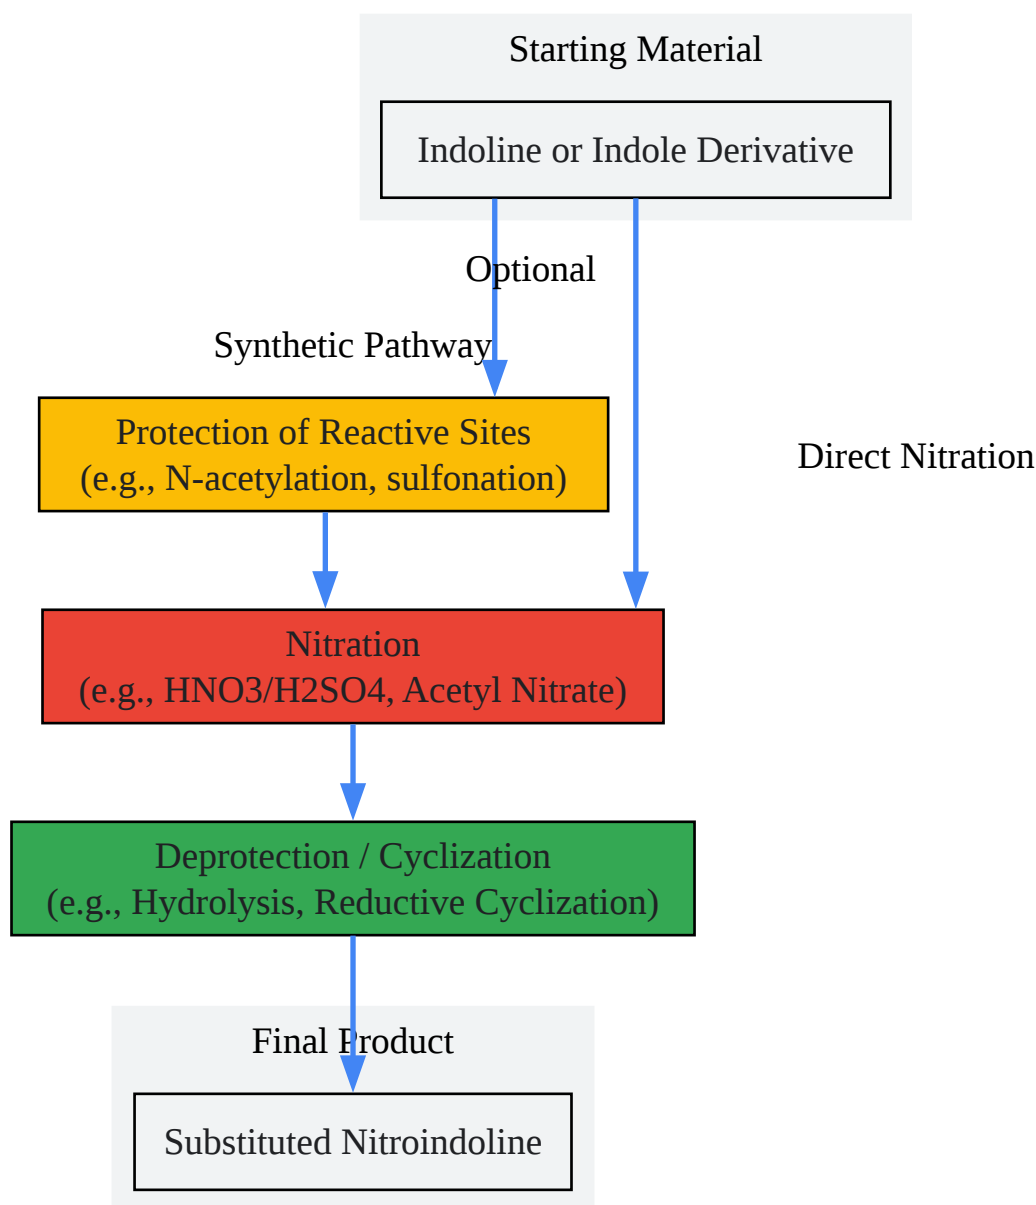 Starting Material
Indoline or Indole Derivative
Optional
Synthetic Pathway
Protection of Reactive Sites
(e.g., N-acetylation, sulfonation)
Direct Nitration
Nitration
(e.g., HNO3/H2SO4, Acetyl Nitrate)
Deprotection / Cyclization
(e.g., Hydrolysis, Reductive Cyclization)
Final Product
Substituted Nitroindoline